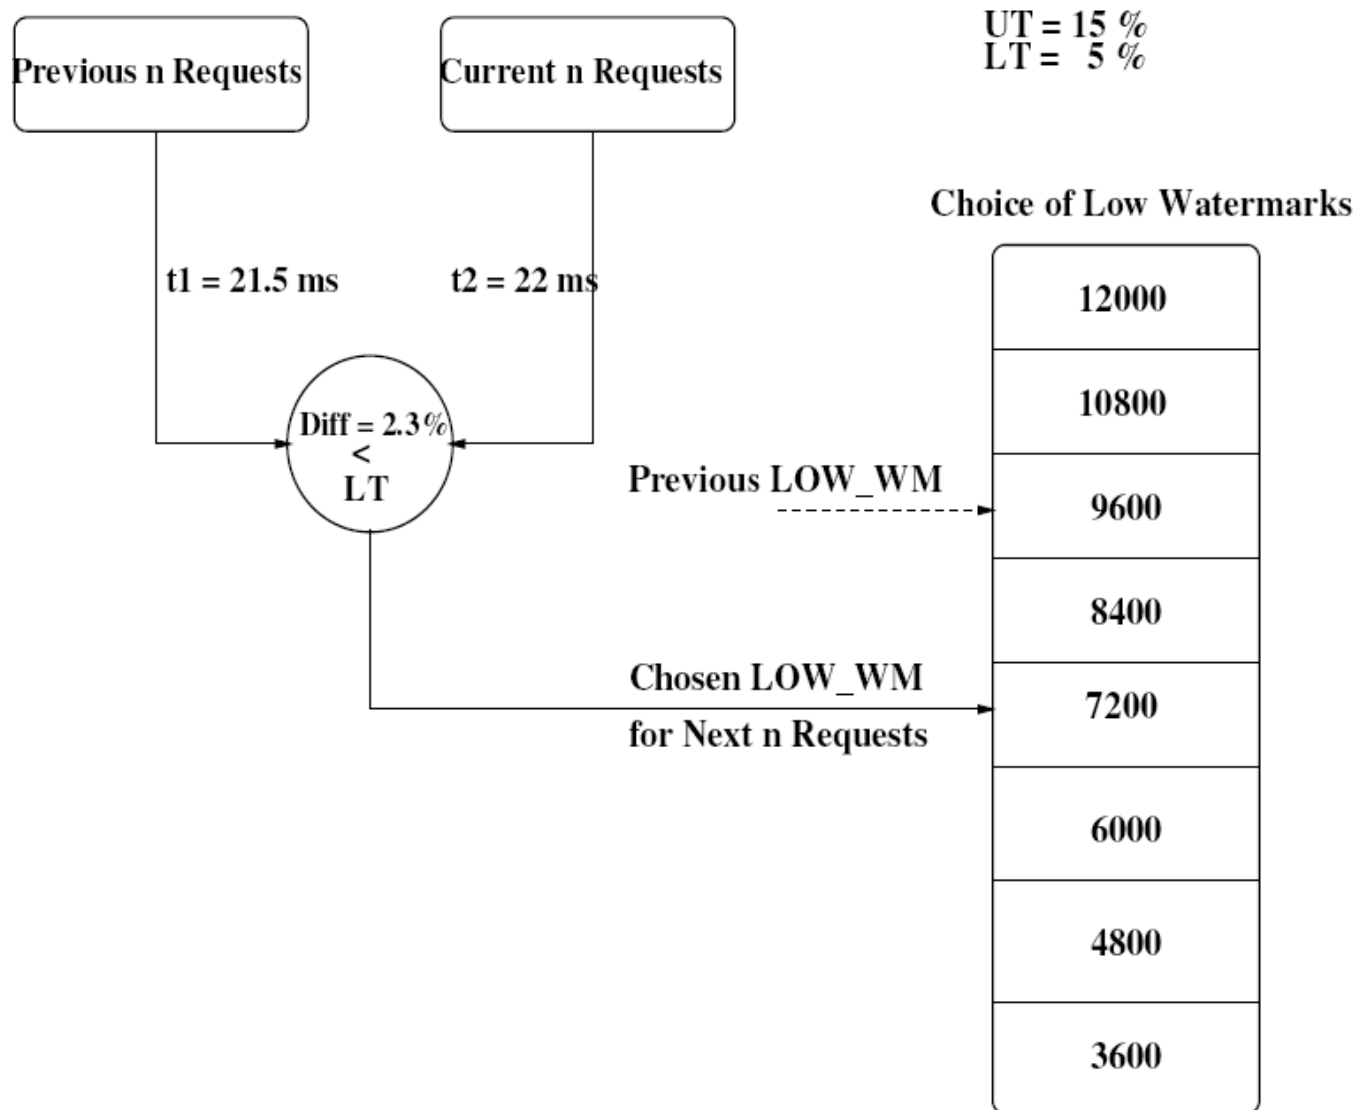 UT = 15 %
LT = 5 %
Previous n Requests
Current n Requests
Choice of Low Watermarks
t1 = 21.5 ms
t2 = 22 ms
12000
10800
Diff = 2.3%
<
LT
Previous LOW_WM
9600
8400
Chosen LOW_WM
for Next n Requests
7200
6000
4800
3600